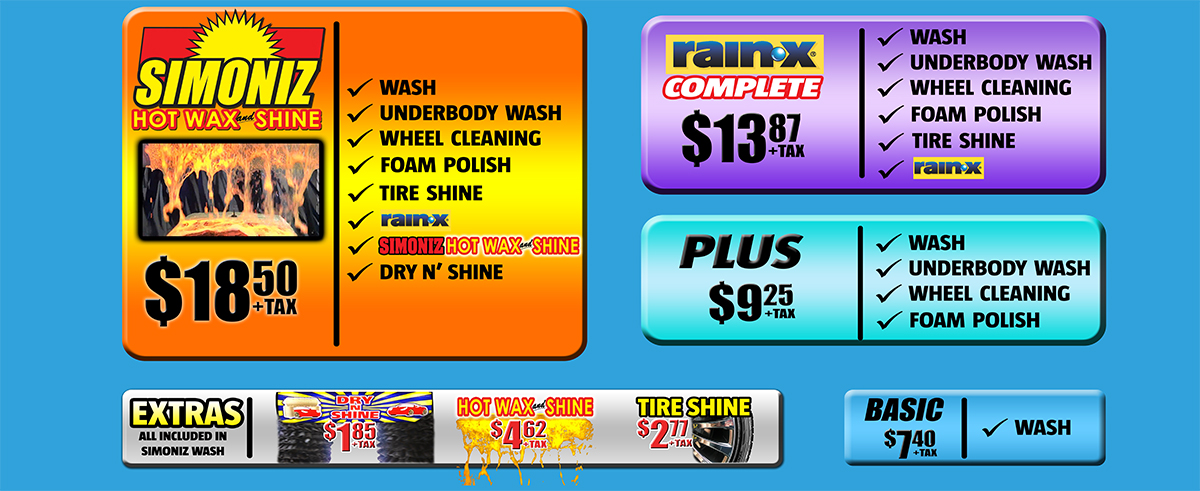 SIMONIZ
HOT WAX and SHINE
$18 50
+TAX
WASH
UNDERBODY WASH
WHEEL CLEANING
FOAM POLISH
TIRE SHINE
rain-x
SIMONIZ HOT WAX and SHINE
DRY N' SHINE
rain-x®
COMPLETE
$13 87
+TAX
WASH
UNDERBODY WASH
WHEEL CLEANING
FOAM POLISH
TIRE SHINE
rain-x
PLUS
$9 25
+TAX
WASH
UNDERBODY WASH
WHEEL CLEANING
FOAM POLISH
EXTRAS
ALL INCLUDED IN
SIMONIZ WASH
DRY
N
SHINE
$1 85
+TAX
HOT WAX and SHINE
$4 62
+TAX
TIRE SHINE
$2 77
+TAX
BASIC
$7 40
+TAX
WASH